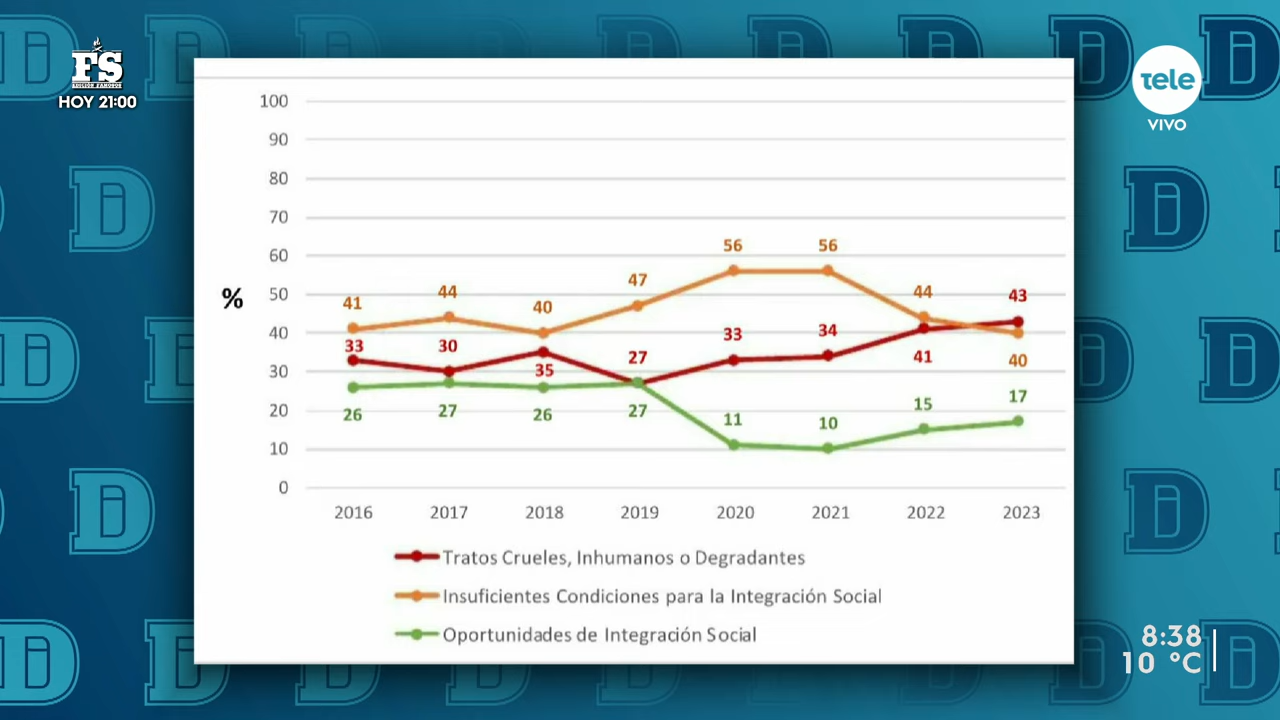 FS
HOY 21:00
tele
VIVO
100
90
80
70
60
50
40
30
20
10
0
%
41 44 40 47 56 56 44 43
33 30 35 27 33 34 41 40
26 27 26 27 11 10 15 17
2016 2017 2018 2019 2020 2021 2022 2023
Tratos Crueles, Inhumanos o Degradantes
Insuficientes Condiciones para la Integración Social
Oportunidades de Integración Social
8:38
10 °C
D